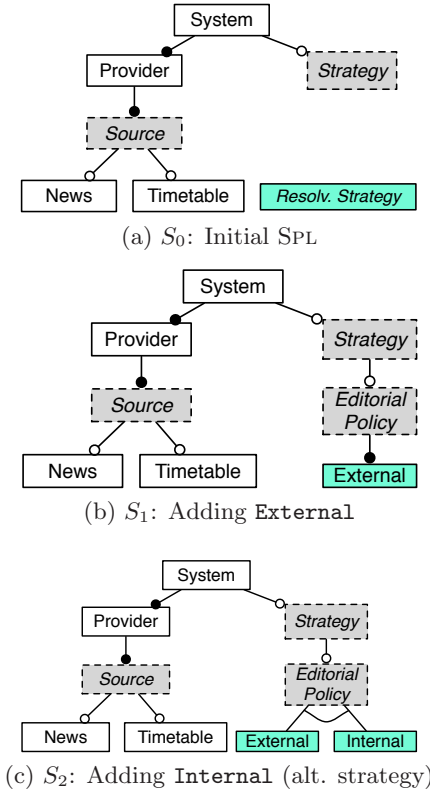 System
Provider
Strategy
Source
News
Timetable
Resolv. Strategy
(a) S0: Initial SPL
System
Provider
Strategy
Source
Editorial
Policy
News
Timetable
External
(b) S1: Adding External
System
Provider
Strategy
Source
Editorial
Policy
News
Timetable
External
Internal
(c) S2: Adding Internal (alt. strategy)